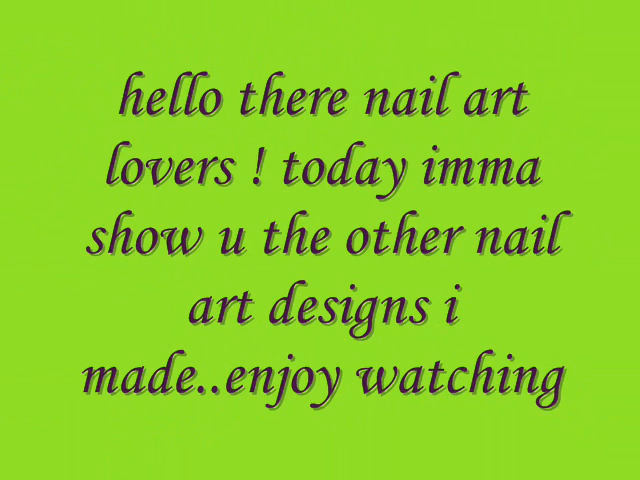 hello there nail art
lovers ! today imma
show u the other nail
art designs i
made..enjoy watching